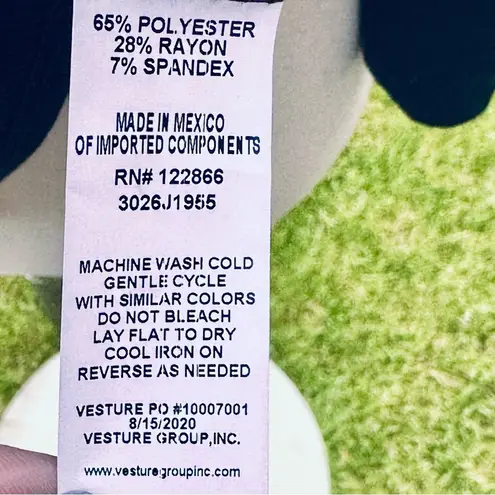 65% POLYESTER
28% RAYON
7% SPANDEX
MADE IN MEXICO
OF IMPORTED COMPONENTS
RN# 122866
3026J1955
MACHINE WASH COLD
GENTLE CYCLE
WITH SIMILAR COLORS
DO NOT BLEACH
LAY FLAT TO DRY
COOL IRON ON
REVERSE AS NEEDED
VESTURE PO #10007001
8/15/2020
VESTURE GROUP,INC.
www.vesturegroupinc.com